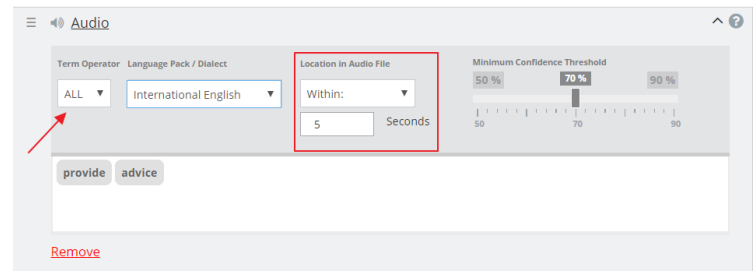 Audio
Term Operator Language Pack / Dialect Location in Audio File Minimum Confidence Threshold
50 % 70 % 90 %
ALL International English Within:
5 Seconds
50 70 90
provide advice
Remove